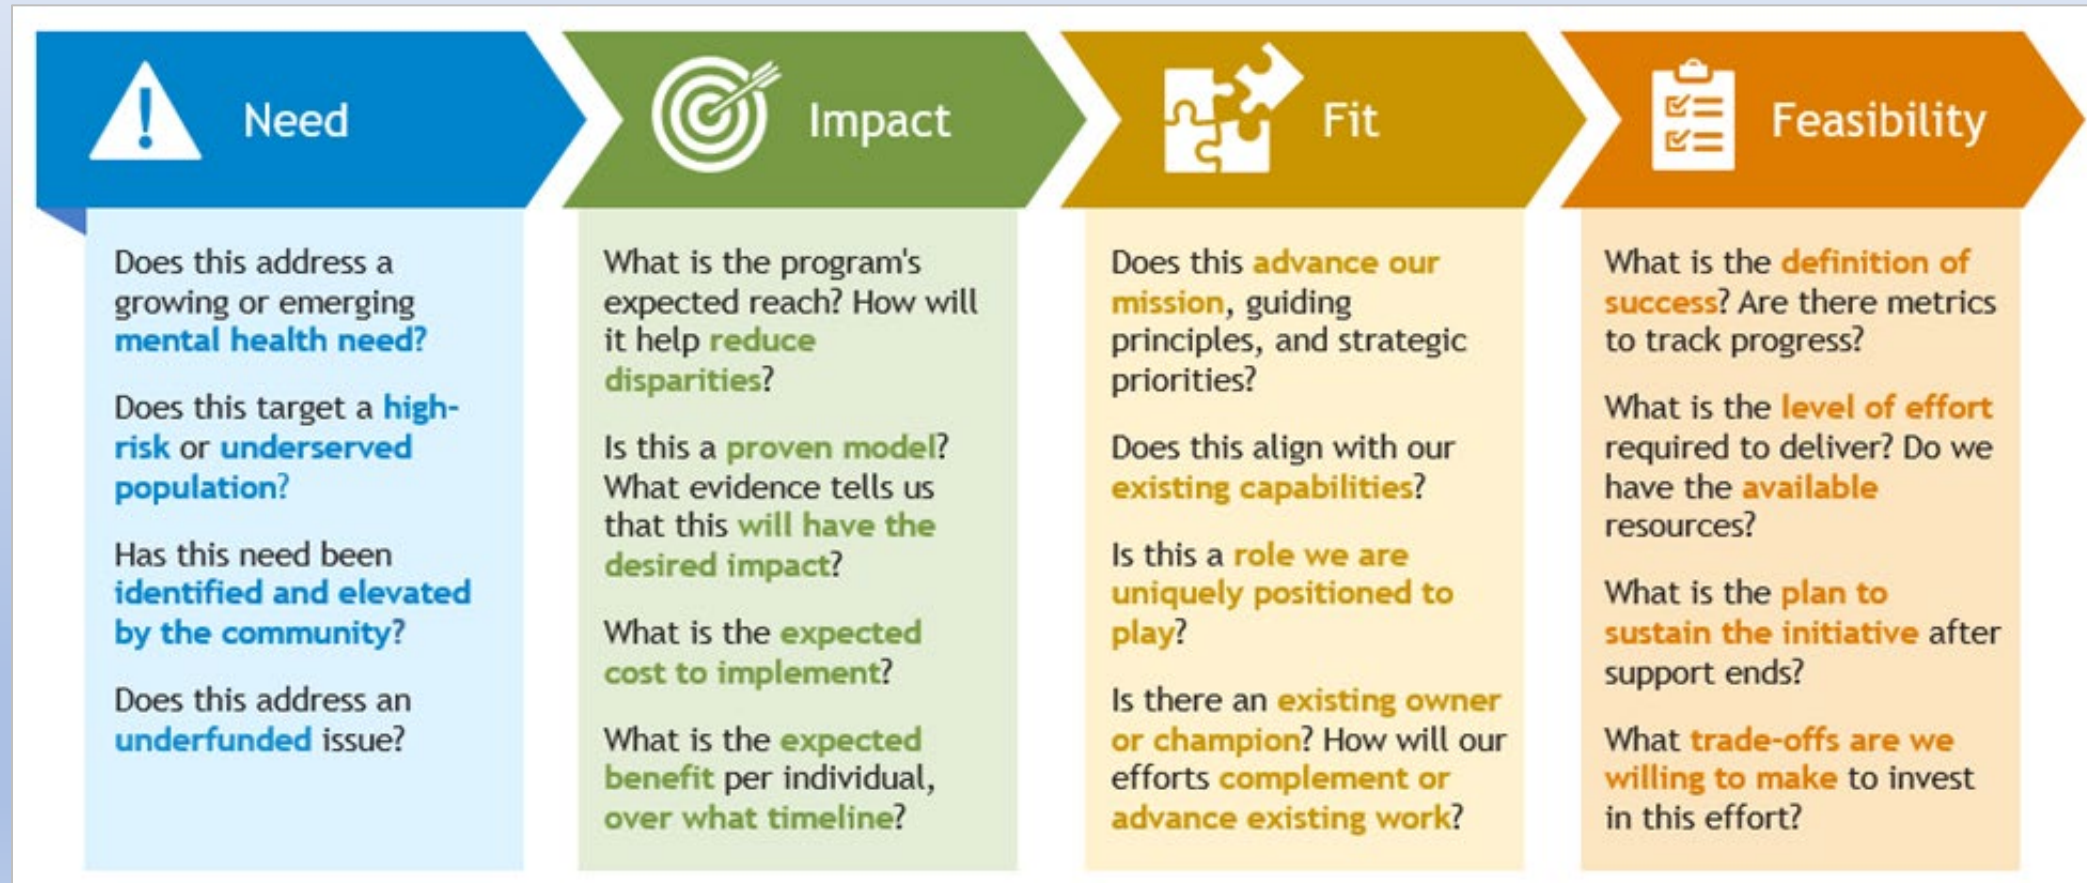 Need
Does this address a
growing or emerging
mental health need?
Does this target a high-
risk or underserved
population?
Has this need been
identified and elevated
by the community?
Does this address an
underfunded issue?
Impact
What is the program's
expected reach? How will
it help reduce
disparities?
Is this a proven model?
What evidence tells us
that this will have the
desired impact?
What is the expected
cost to implement?
What is the expected
benefit per individual,
over what timeline?
Fit
Does this advance our
mission, guiding
principles, and strategic
priorities?
Does this align with our
existing capabilities?
Is this a role we are
uniquely positioned to
play?
Is there an existing owner
or champion? How will our
efforts complement or
advance existing work?
Feasibility
What is the definition of
success? Are there metrics
to track progress?
What is the level of effort
required to deliver? Do we
have the available
resources?
What is the plan to
sustain the initiative after
support ends?
What trade-offs are we
willing to make to invest
in this effort?